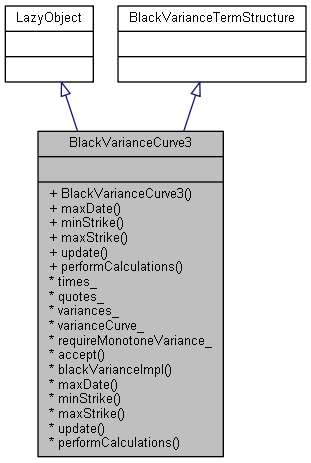 LazyObject
BlackVarianceTermStructure
BlackVarianceCurve3
+ BlackVarianceCurve3()
+ maxDate()
+ minStrike()
+ maxStrike()
+ update()
+ performCalculations()
* times_
* quotes_
* variances_
* varianceCurve_
* requireMonotoneVariance_
* accept()
* blackVarianceImpl()
* maxDate()
* minStrike()
* maxStrike()
* update()
* performCalculations()